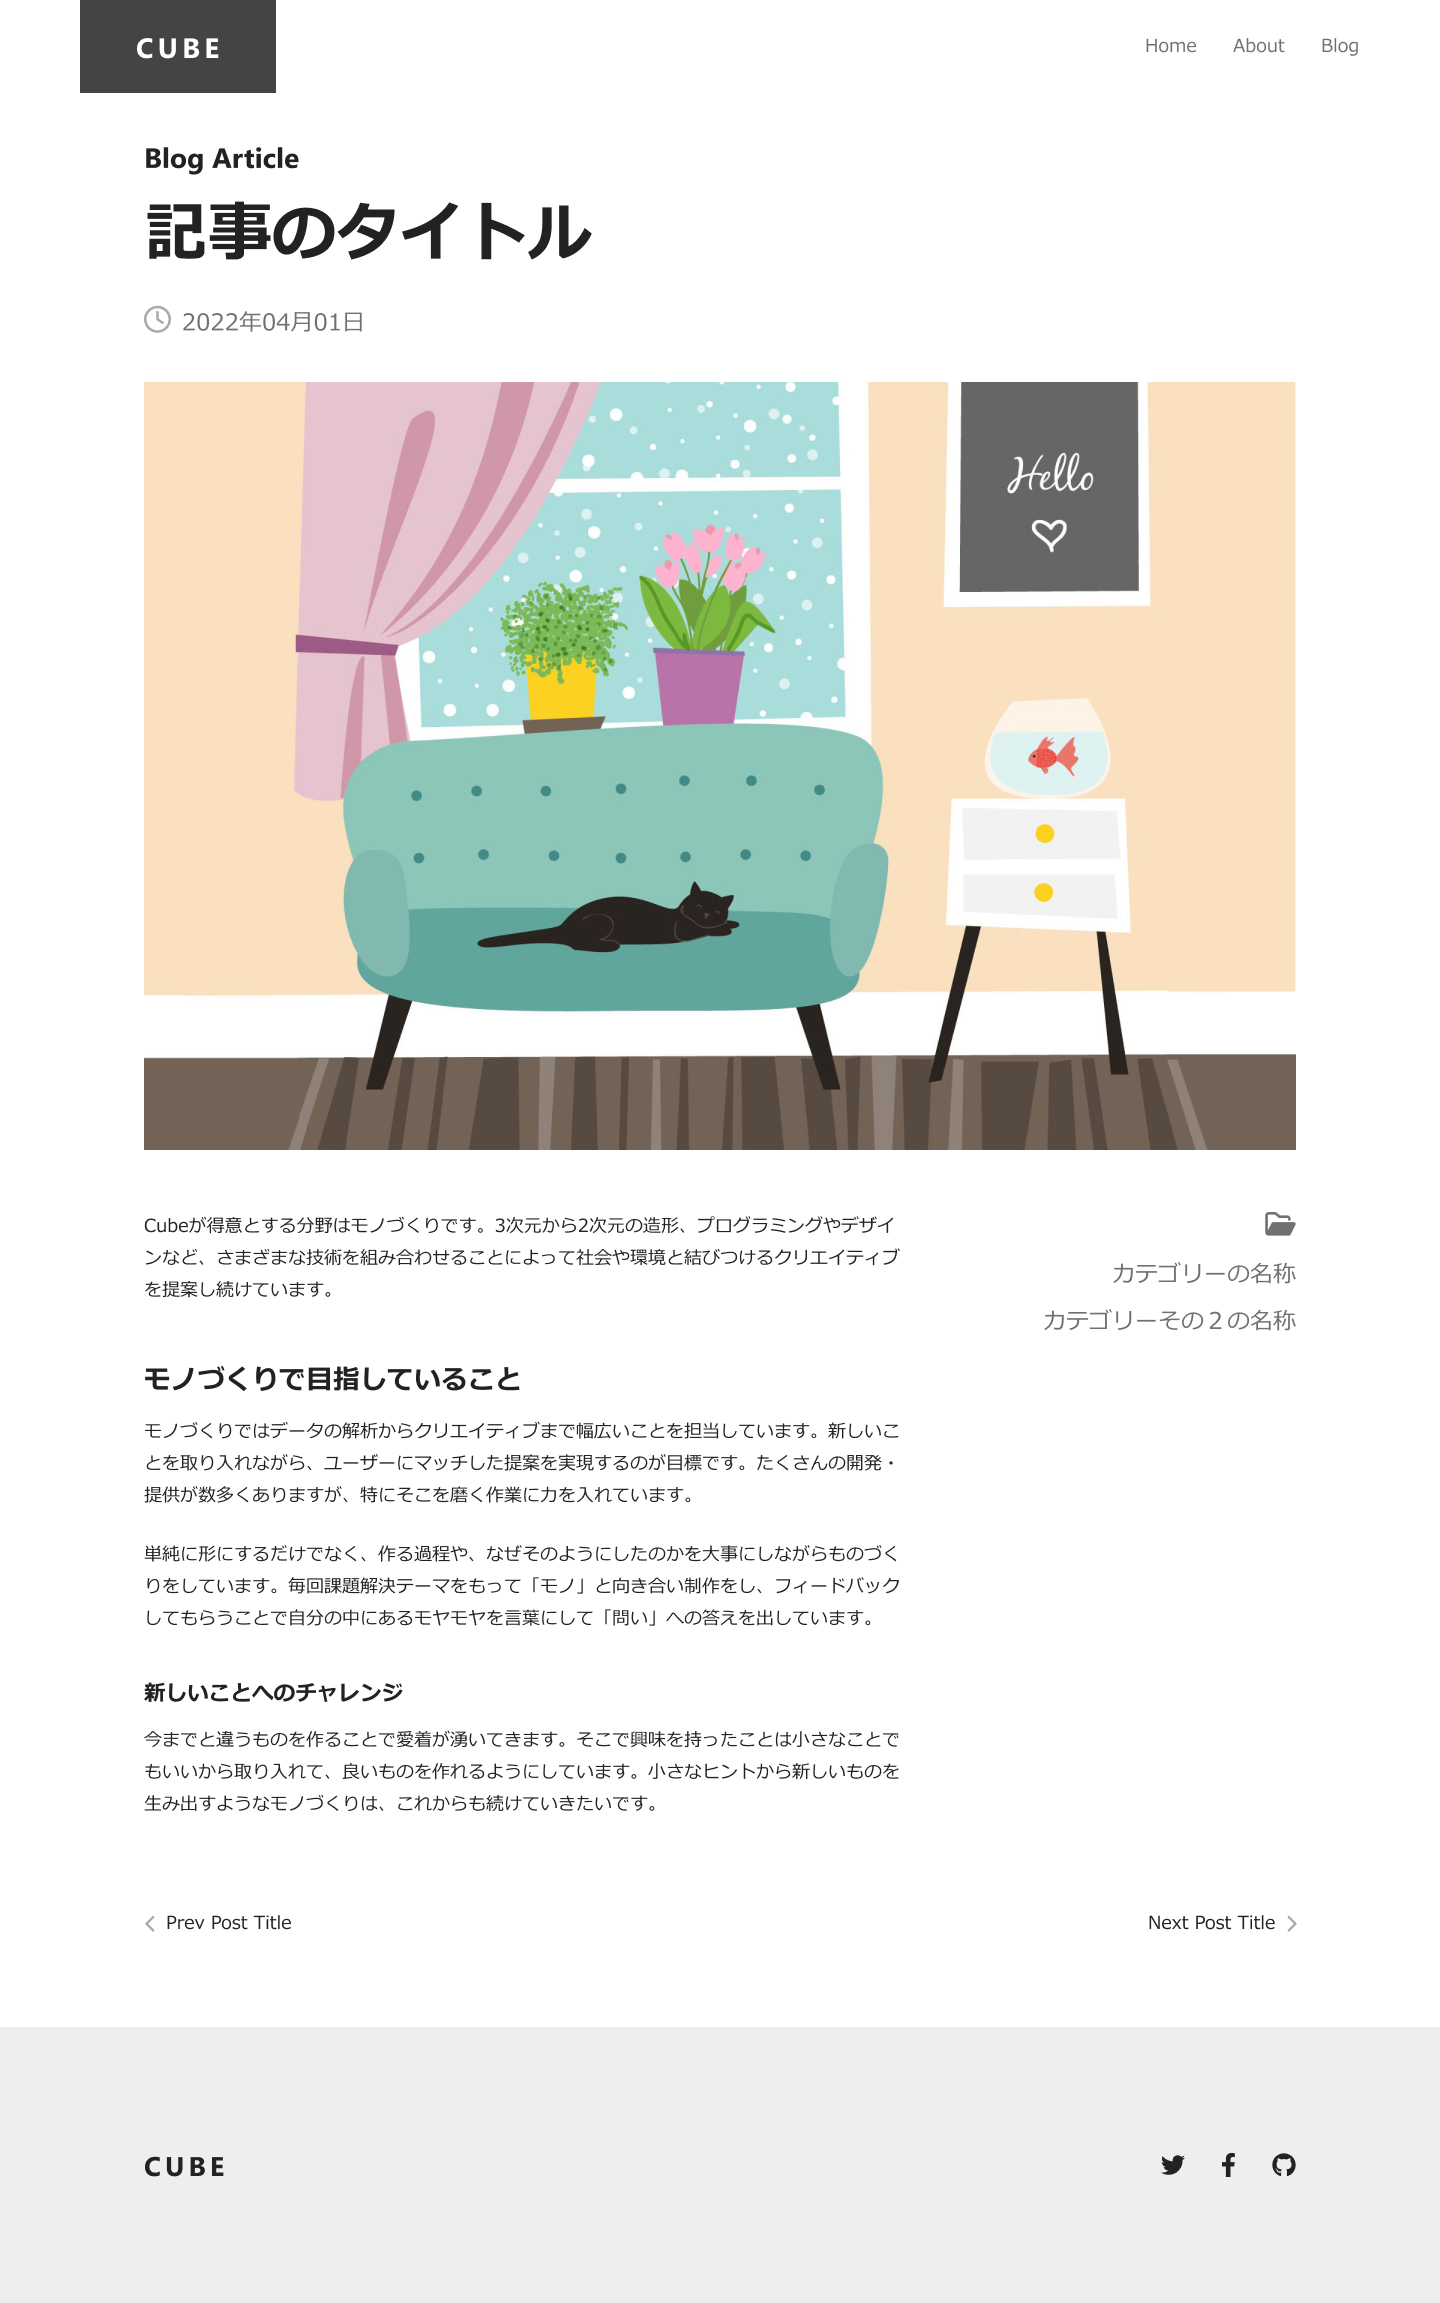 CUBE
Home About Blog
Blog Article
記事のタイトル
2022年04月01日
Hello
Cubeが得意とする分野はモノづくりです。3次元から2次元の造形、プログラミングやデザイ
ンなど、さまざまな技術を組み合わせることによって社会や環境と結びつけるクリエイティブ
を提案し続けています。
カテゴリーの名称
カテゴリーその２の名称
モノづくりで目指していること
モノづくりではデータの解析からクリエイティブまで幅広いことを担当しています。新しいこ
とを取り入れながら、ユーザーにマッチした提案を実現するのが目標です。たくさんの開発・
提供が数多くありますが、特にそこを磨く作業に力を入れています。
単純に形にするだけでなく、作る過程や、なぜそのようにしたのかを大事にしながらものづく
りをしています。毎回課題解決テーマをもって「モノ」と向き合い制作をし、フィードバック
してもらうことで自分の中にあるモヤモヤを言葉にして「問い」への答えを出しています。
新しいことへのチャレンジ
今までと違うものを作ることで愛着が湧いてきます。そこで興味を持ったことは小さなことで
もいいから取り入れて、良いものを作れるようにしています。小さなヒントから新しいものを
生み出すようなモノづくりは、これからも続けていきたいです。
Prev Post Title
Next Post Title
CUBE